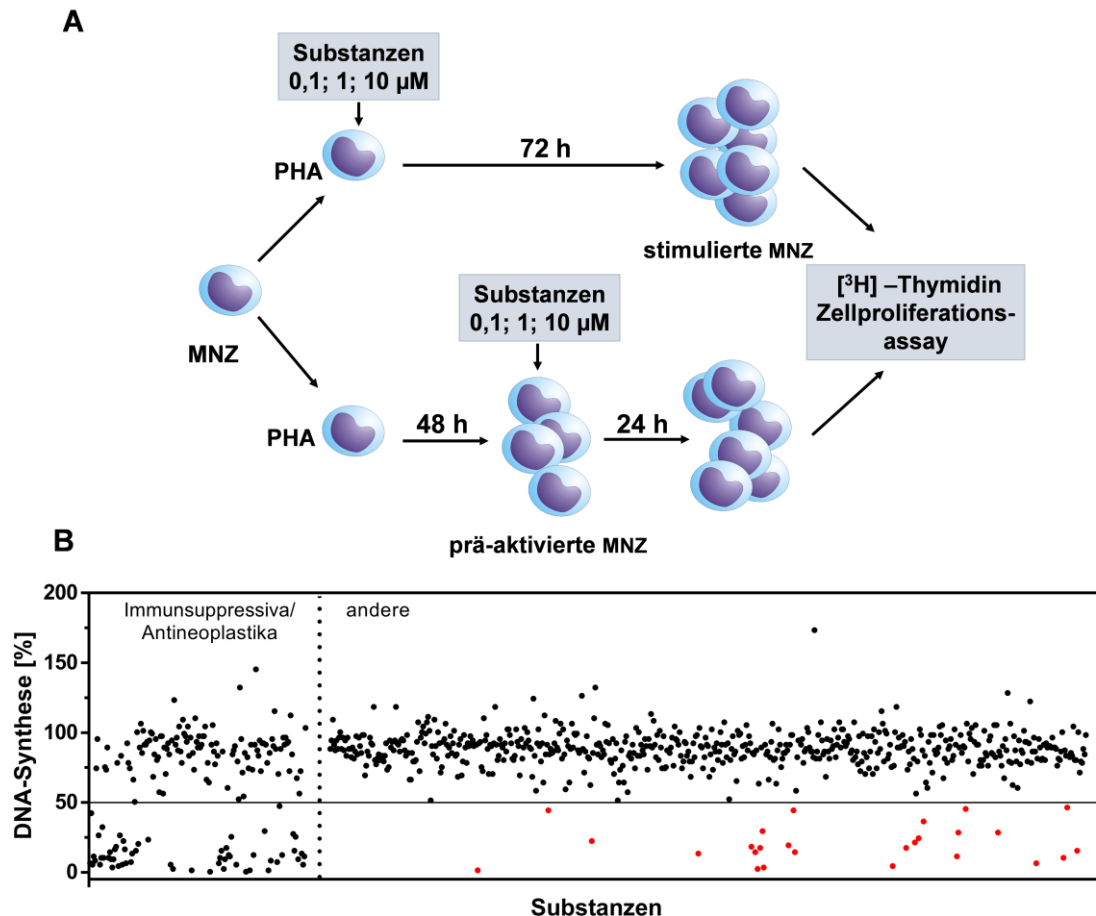 A
Substanzen
0,1; 1; 10 µM
PHA
72 h
stimulierte MNZ
MNZ
Substanzen
0,1; 1; 10 µM
[³H] –Thymidin
Zellproliferations-
assay
PHA
48 h
24 h
prä-aktivierte MNZ
B
DNA-Synthese [%]
200
150
100
50
0
Immunsuppressiva/
Antineoplastika
andere
Substanzen